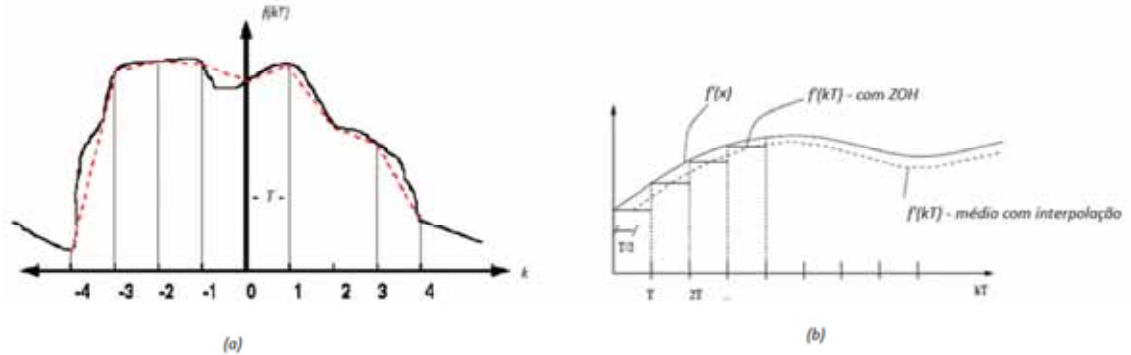 f(kT)
- T -
k
-4 -3 -2 -1 0 1 2 3 4
(a)
f'(x)
f'(kT) - com ZOH
f'(kT) - médio com interpolação
T/2
T 2T ...
kT
(b)